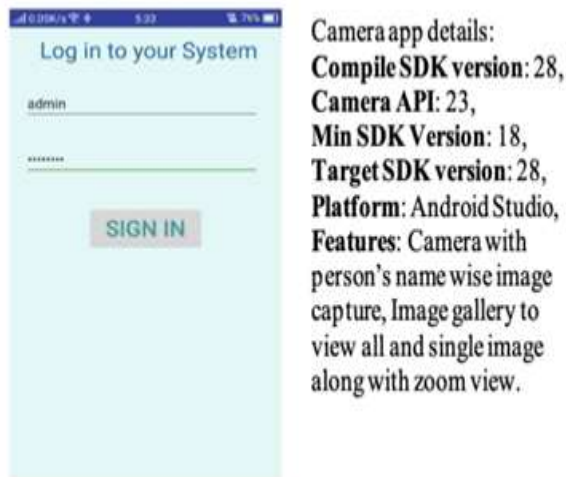 5:33
Log in to your System
admin
........
SIGN IN
Camera app details:
Compile SDK version: 28,
Camera API: 23,
Min SDK Version: 18,
Target SDK version: 28,
Platform: Android Studio,
Features: Camera with
person's name wise image
capture, Image gallery to
view all and single image
along with zoom view.